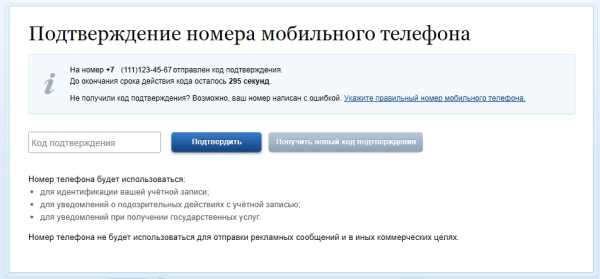 Подтверждение номера мобильного телефона
На номер +7 (111)123-45-67 отправлен код подтверждения.
До окончания срока действия кода осталось 295 секунд.
Не получили код подтверждения? Возможно, ваш номер написан с ошибкой. Укажите правильный номер мобильного телефона.
Код подтверждения Подтвердить Получить новый код подтверждения
Номер телефона будет использоваться:
• для идентификации вашей учётной записи;
• для уведомлений о подозрительных действиях с учётной записью;
• для уведомлений при получении государственных услуг.
Номер телефона не будет использоваться для отправки рекламных сообщений и в иных коммерческих целях.